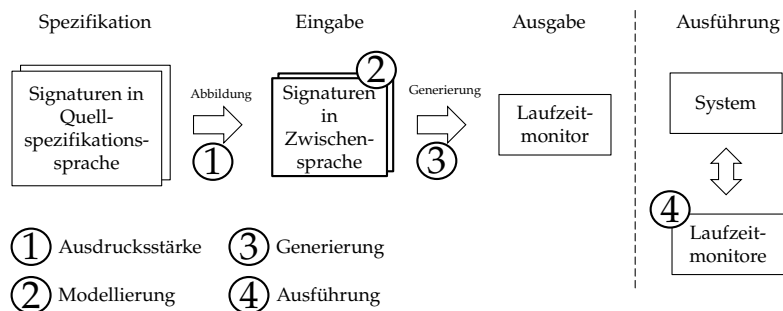 Spezifikation
Eingabe
Ausgabe
Ausführung
Signaturen in
Quell-
spezifikations-
sprache
Abbildung
1
Signaturen
in
Zwischen-
sprache
2
Generierung
3
Laufzeit-
monitor
System
4
Laufzeit-
monitore
1 Ausdrucksstärke
3 Generierung
2 Modellierung
4 Ausführung